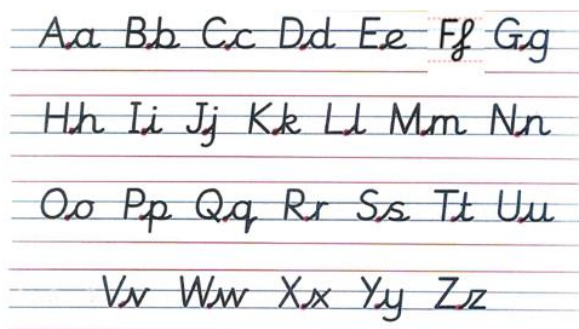 Aa Bb Cc Dd Ee Ff Gg
Hh Ii Jj Kk Ll Mm Nn
Oo Pp Qq Rr Ss Tt Uu
Vv Ww Xx Yy Zz